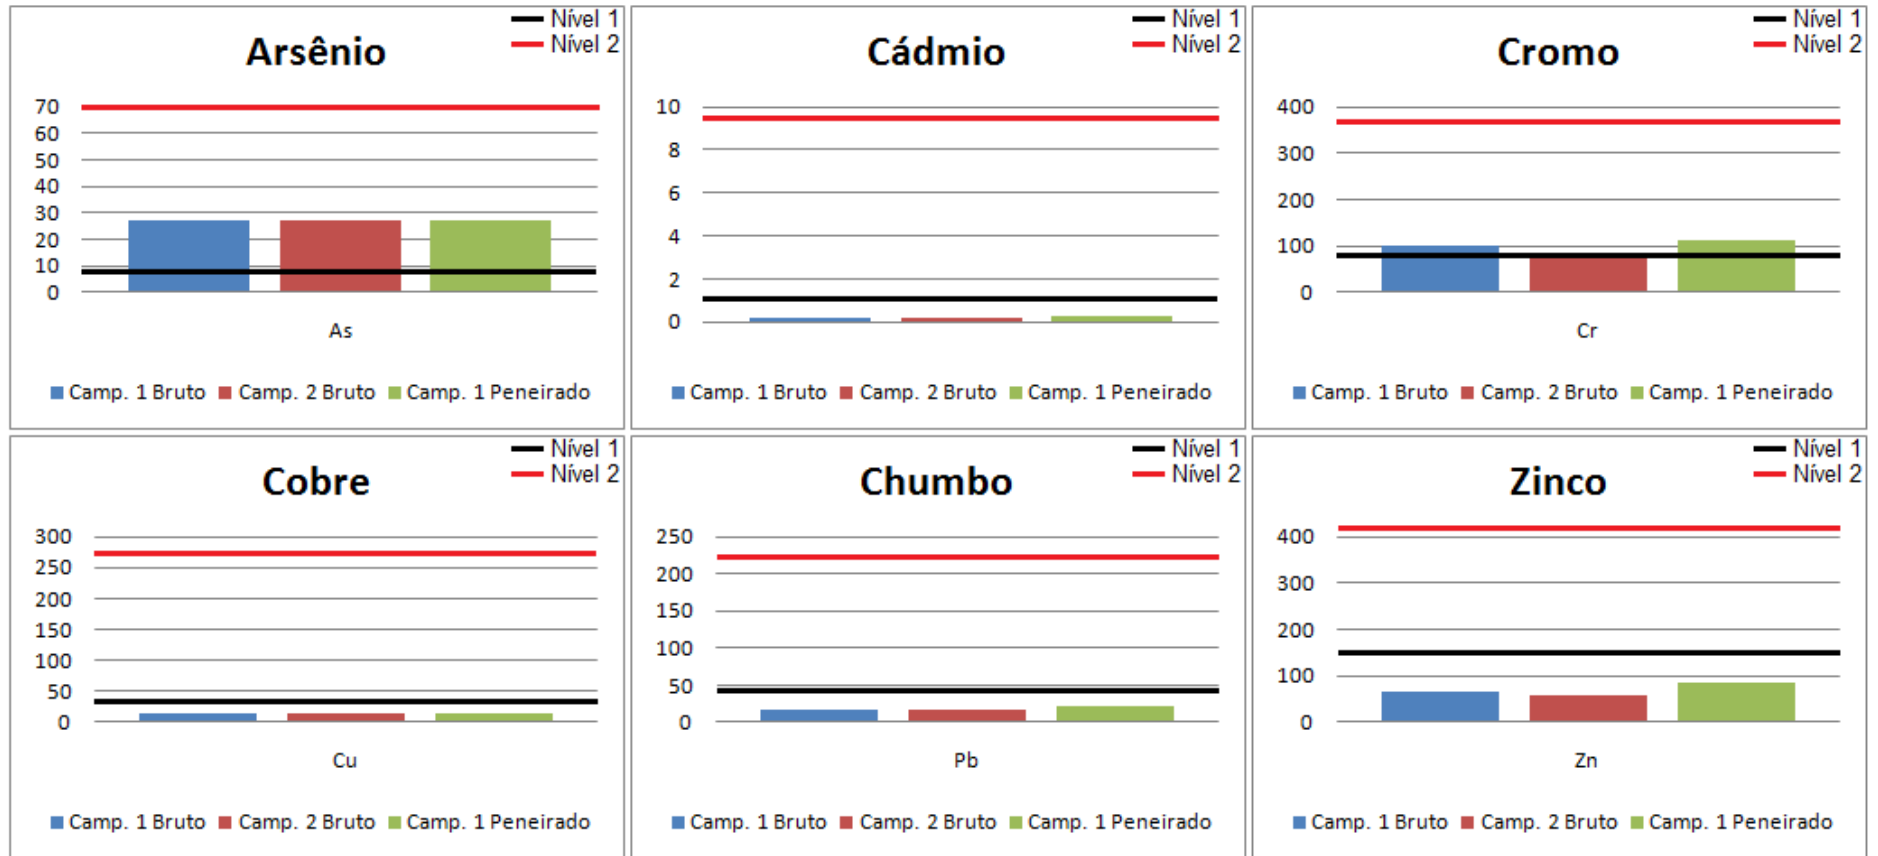 Arsênio
Nível 1
Nível 2
70
60
50
40
30
20
10
0
As
Camp. 1 Bruto Camp. 2 Bruto Camp. 1 Peneirado
Cádmio
Nível 1
Nível 2
10
8
6
4
2
0
Camp. 1 Bruto Camp. 2 Bruto Camp. 1 Peneirado
Cromo
Nível 1
Nível 2
400
300
200
100
0
Cr
Camp. 1 Bruto Camp. 2 Bruto Camp. 1 Peneirado
Cobre
Nível 1
Nível 2
300
250
200
150
100
50
0
Cu
Camp. 1 Bruto Camp. 2 Bruto Camp. 1 Peneirado
Chumbo
Nível 1
Nível 2
250
200
150
100
50
0
Pb
Camp. 1 Bruto Camp. 2 Bruto Camp. 1 Peneirado
Zinco
Nível 1
Nível 2
400
300
200
100
0
Zn
Camp. 1 Bruto Camp. 2 Bruto Camp. 1 Peneirado